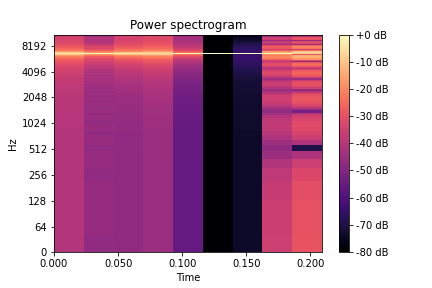 Power spectrogram
8192
4096
2048
1024
512
256
128
64
0
Hz
0.000 0.050 0.100 0.150 0.200
Time
+0 dB
-10 dB
-20 dB
-30 dB
-40 dB
-50 dB
-60 dB
-70 dB
-80 dB